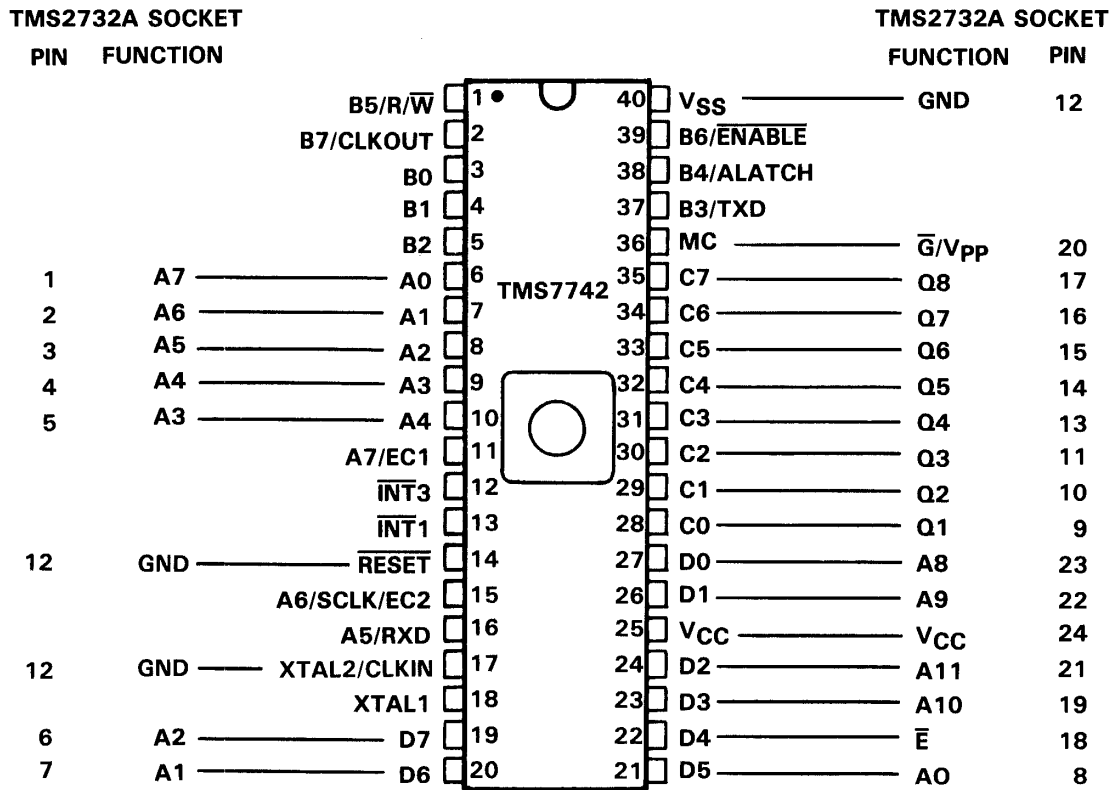 TMS2732A SOCKET TMS2732A SOCKET
PIN FUNCTION FUNCTION PIN
B5/R/W̅ 1 40 VSS GND 12
B7/CLKOUT 2 39 B6/E̅N̅A̅B̅L̅E̅
B0 3 38 B4/ALATCH
B1 4 37 B3/TXD
B2 5 36 MC G̅/VPP 20
1 A7 A0 6 35 C7 Q8 17
TMS7742
2 A6 A1 7 34 C6 Q7 16
3 A5 A2 8 33 C5 Q6 15
4 A4 A3 9 32 C4 Q5 14
5 A3 A4 10 31 C3 Q4 13
A7/EC1 11 30 C2 Q3 11
I̅N̅T̅3 12 29 C1 Q2 10
I̅N̅T̅1 13 28 C0 Q1 9
12 GND R̅E̅S̅E̅T̅ 14 27 D0 A8 23
A6/SCLK/EC2 15 26 D1 A9 22
A5/RXD 16 25 VCC VCC 24
12 GND XTAL2/CLKIN 17 24 D2 A11 21
XTAL1 18 23 D3 A10 19
6 A2 D7 19 22 D4 E̅ 18
7 A1 D6 20 21 D5 AO 8